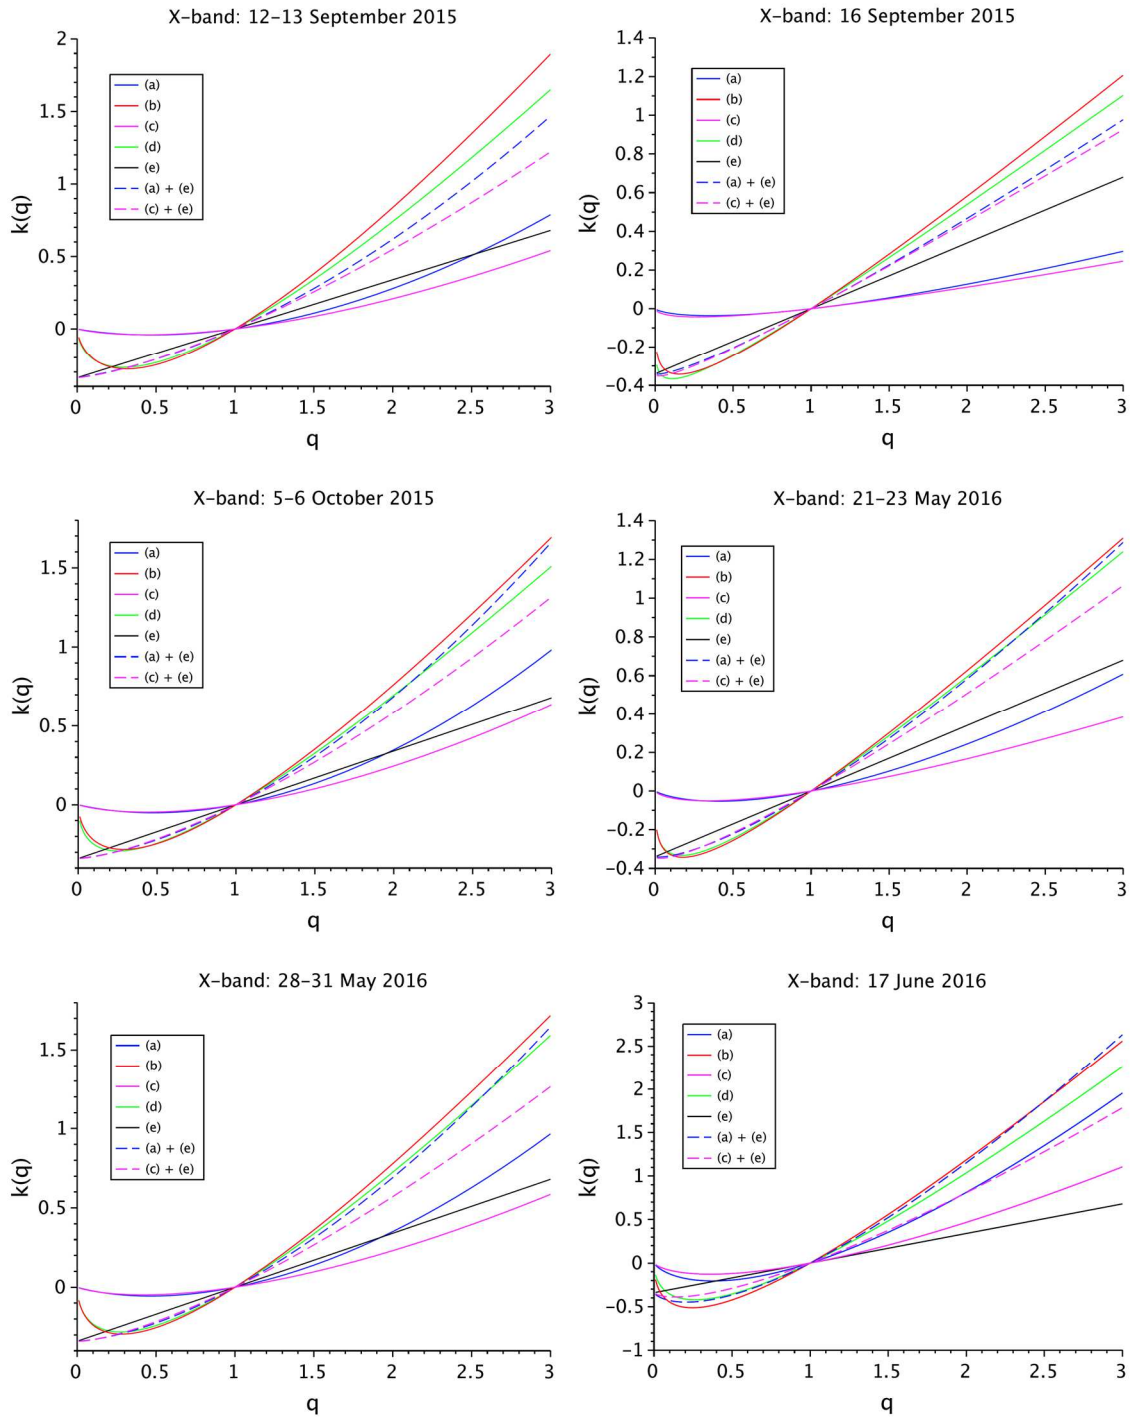 X-band: 12-13 September 2015
2
1.5
1
0.5
0
k(q)
(a)
(b)
(c)
(d)
(e)
(a) + (e)
(c) + (e)
0 0.5 1 1.5 2 2.5 3
q
X-band: 16 September 2015
1.4
1.2
1
0.8
0.6
0.4
0.2
0
-0.2
-0.4
k(q)
(a)
(b)
(c)
(d)
(e)
(a) + (e)
(c) + (e)
0 0.5 1 1.5 2 2.5 3
q
X-band: 5-6 October 2015
1.5
1
0.5
0
k(q)
(a)
(b)
(c)
(d)
(e)
(a) + (e)
(c) + (e)
0 0.5 1 1.5 2 2.5 3
q
X-band: 21-23 May 2016
1.4
1.2
1
0.8
0.6
0.4
0.2
0
-0.2
-0.4
k(q)
(a)
(b)
(c)
(d)
(e)
(a) + (e)
(c) + (e)
0 0.5 1 1.5 2 2.5 3
q
X-band: 28-31 May 2016
1.5
1
0.5
0
k(q)
(a)
(b)
(c)
(d)
(e)
(a) + (e)
(c) + (e)
0 0.5 1 1.5 2 2.5 3
q
X-band: 17 June 2016
3
2.5
2
1.5
1
0.5
0
-0.5
-1
k(q)
(a)
(b)
(c)
(d)
(e)
(a) + (e)
(c) + (e)
0 0.5 1 1.5 2 2.5 3
q